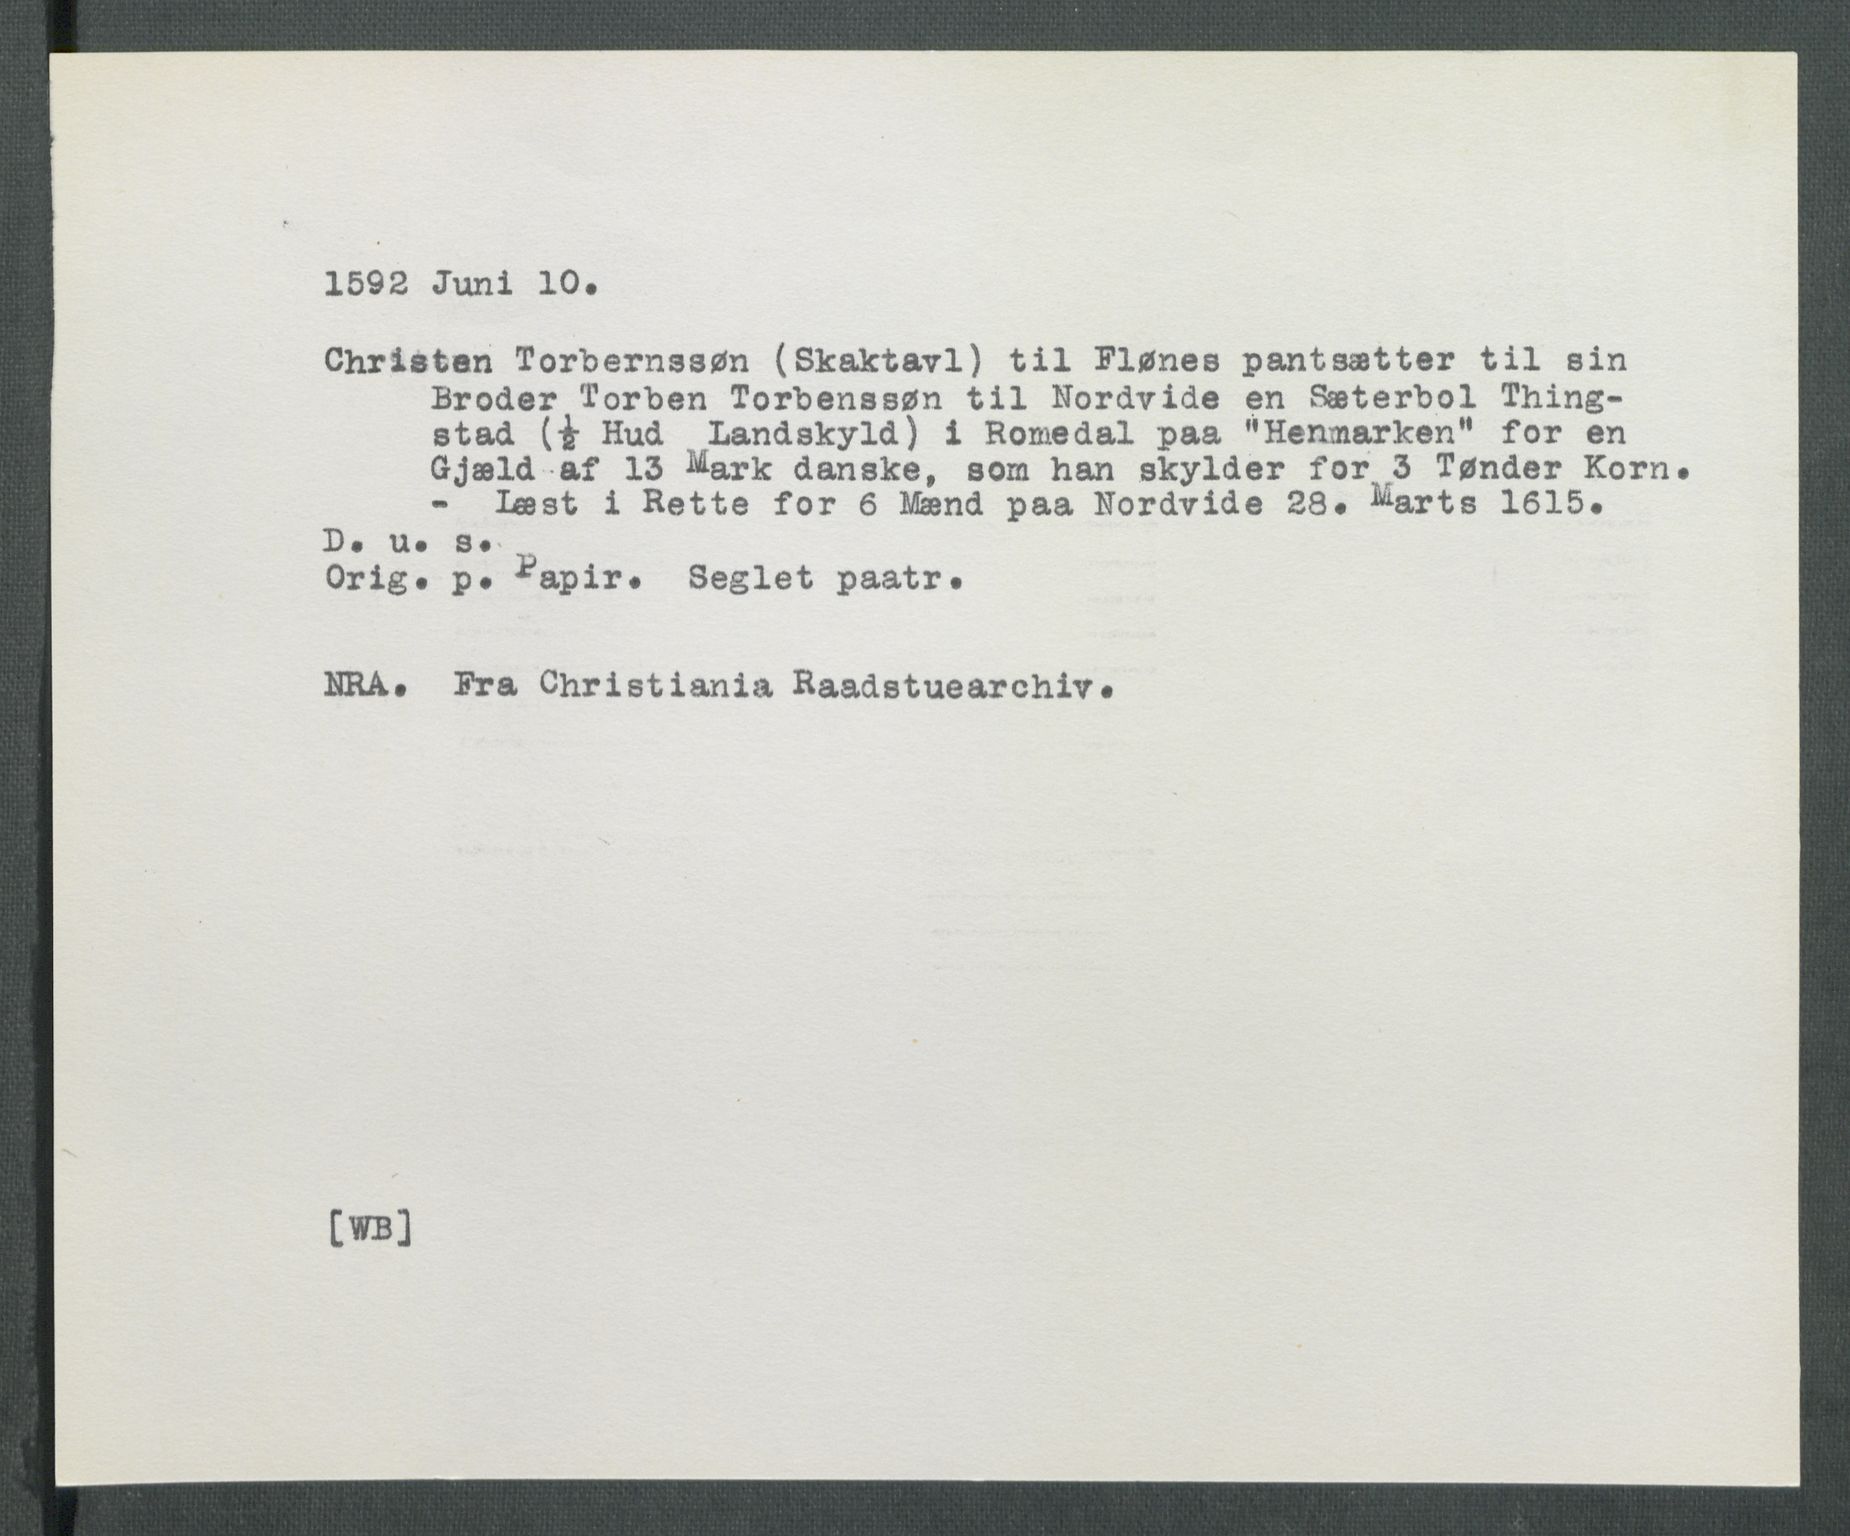 1592 Juni 10.
Christen Torbernssøn (Skaktavl) til Flønes pantsætter til sin
Broder Torben Torbenssøn til Nordvide en Sæterbol Thing-
stad (½ Hud Landskyld) i Romedal paa "Henmarken" for en
Gjæld af 13 Mark danske, som han skylder for 3 Tønder Korn.
- Læst i Rette for 6 Mænd paa Nordvide 28. Marts 1615.
D. u. s.
Orig. p. Papir. Seglet paatr.
NRA. Fra Christiania Raadstuearchiv.
[WB]